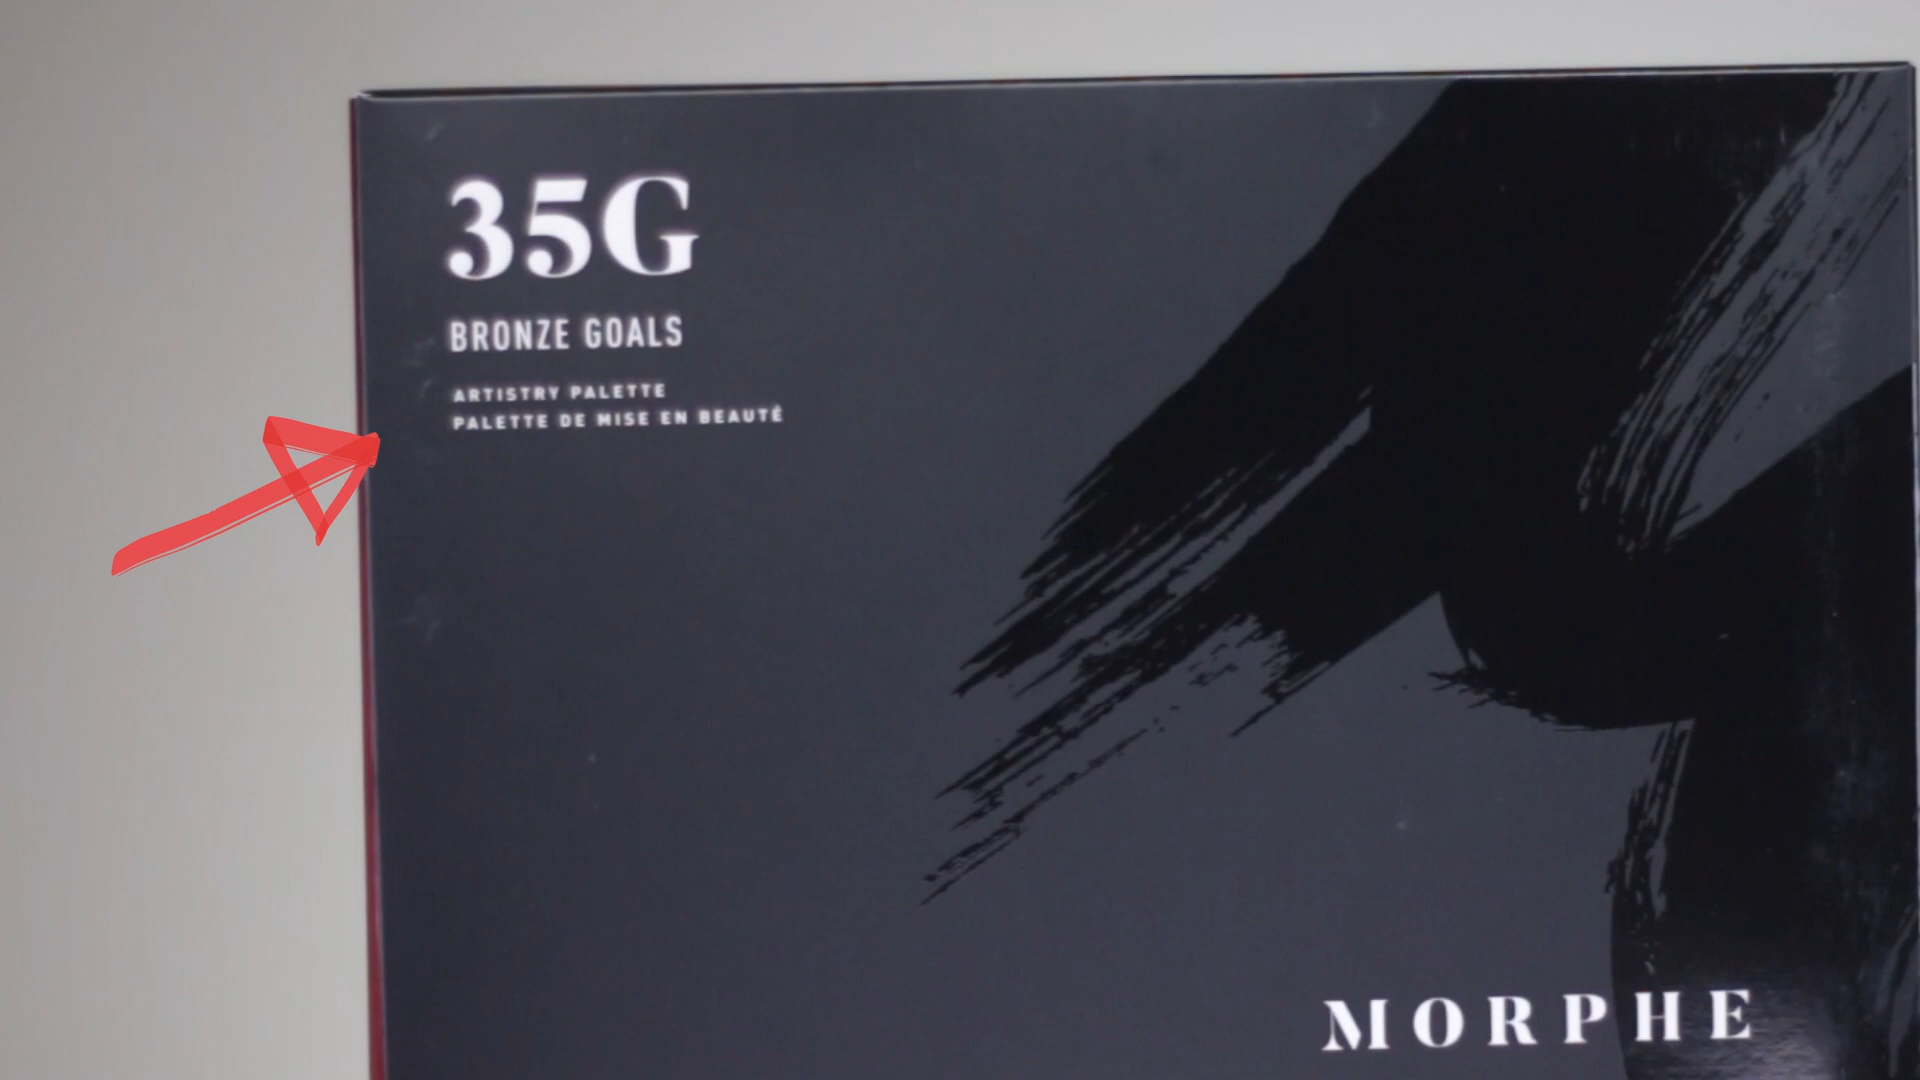 35G
BRONZE GOALS
ARTISTRY PALETTE
PALETTE DE MISE EN BEAUTÉ
MORPHE